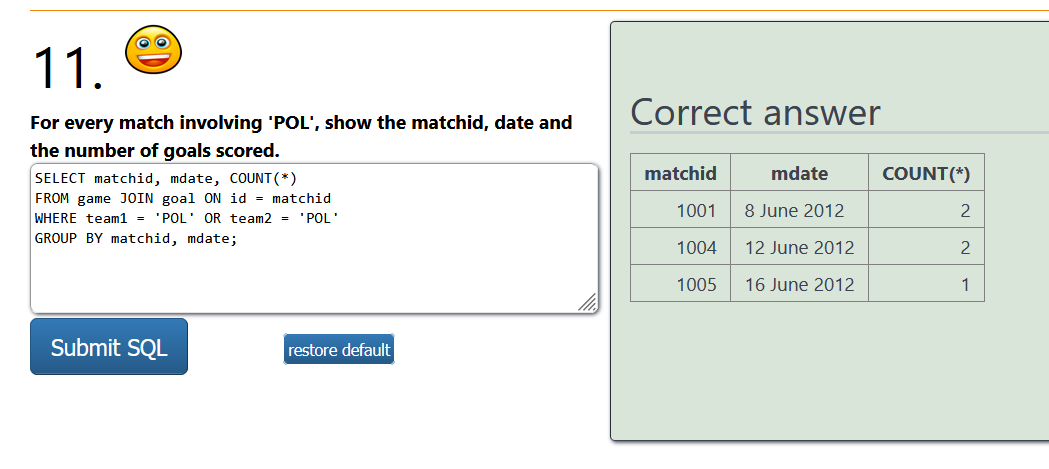 11.
For every match involving 'POL', show the matchid, date and
the number of goals scored.
SELECT matchid, mdate, COUNT(*)
FROM game JOIN goal ON id = matchid
WHERE team1 = 'POL' OR team2 = 'POL'
GROUP BY matchid, mdate;
Submit SQL
restore default
Correct answer
matchid mdate COUNT(*)
1001 8 June 2012 2
1004 12 June 2012 2
1005 16 June 2012 1